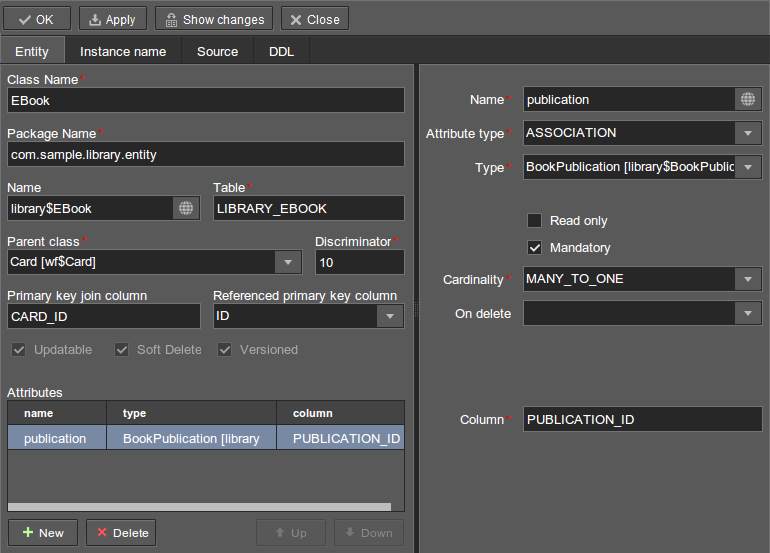 OK Apply Show changes Close
Entity Instance name Source DDL
Class Name*
EBook
Package Name*
com.sample.library.entity
Name Table*
library$EBook LIBRARY_EBOOK
Parent class* Discriminator*
Card [wf$Card] 10
Primary key join column Referenced primary key column
CARD_ID ID
Updatable Soft Delete Versioned
Attributes
name type column
publication BookPublication [library PUBLICATION_ID
New Delete Up Down
Name* publication
Attribute type* ASSOCIATION
Type* BookPublication [library$BookPublic
Read only
Mandatory
Cardinality* MANY_TO_ONE
On delete
Column* PUBLICATION_ID